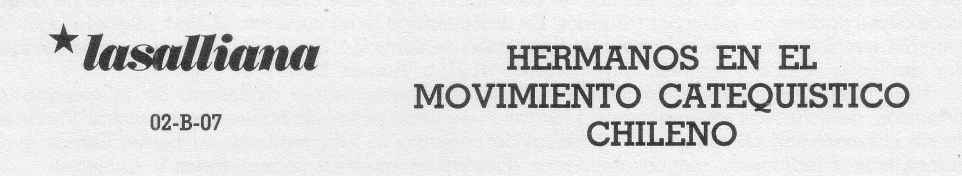 ★lasalliana
02-B-07
HERMANOS EN EL
MOVIMIENTO CATEQUISTICO
CHILENO